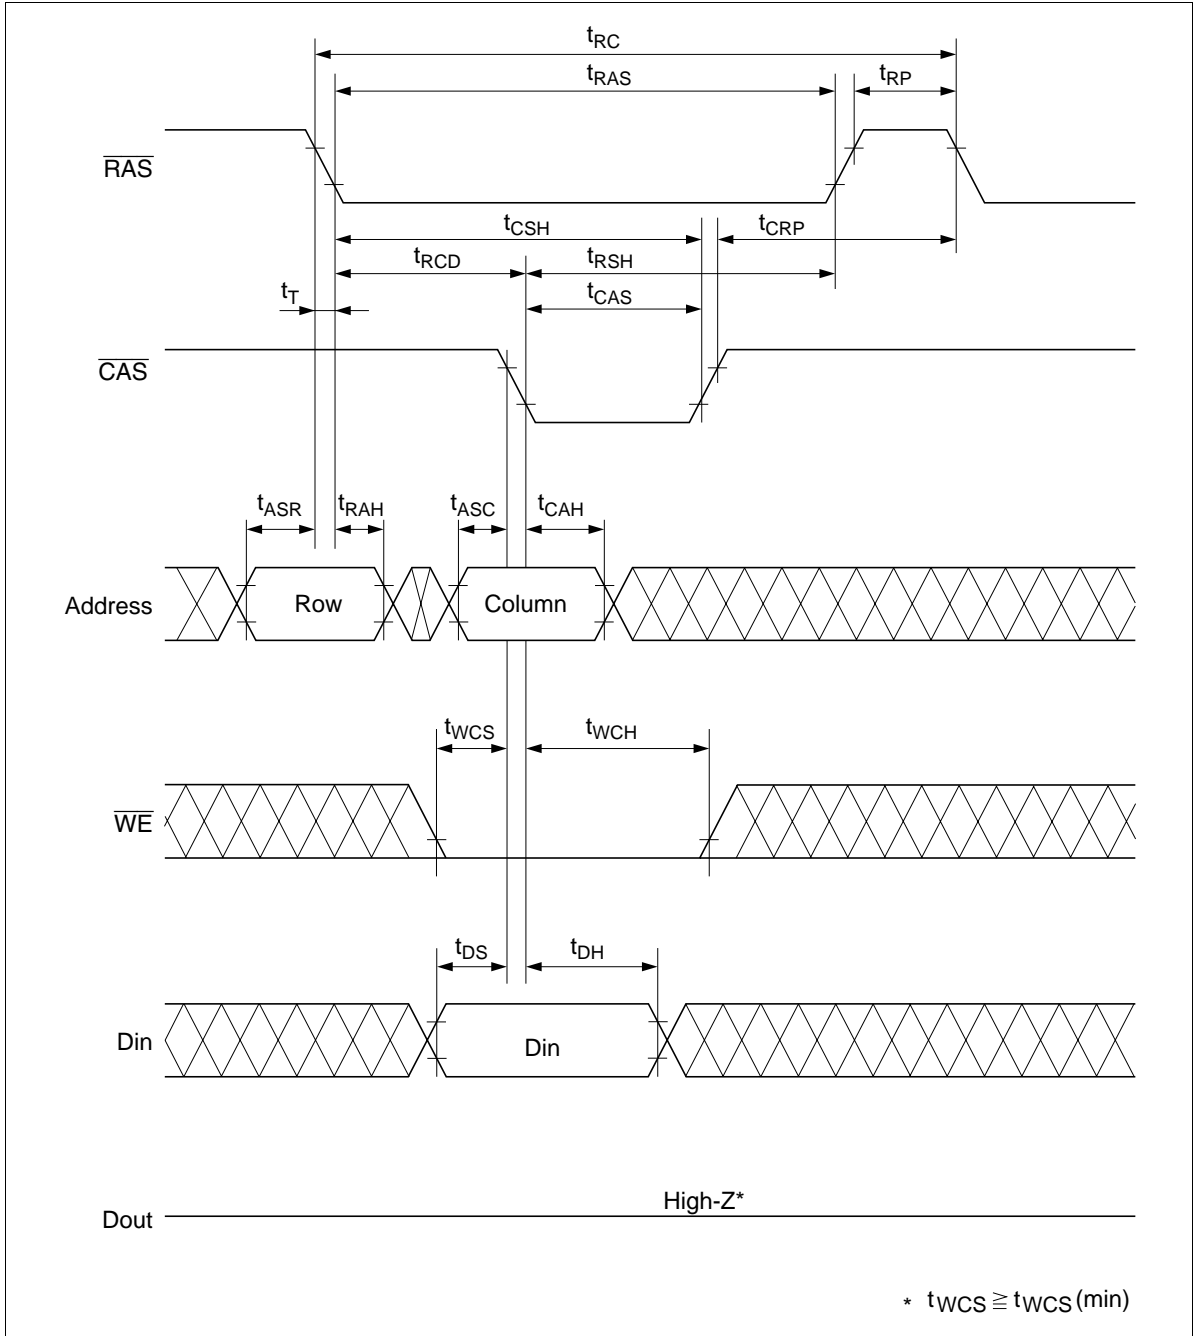 tRC
tRAS
tRP
RAS
tCSH
tCRP
tRCD
tRSH
tT
tCAS
CAS
tASR
tRAH
tASC
tCAH
Address
Row
Column
tWCS
tWCH
WE
tDS
tDH
Din
Din
High-Z*
Dout
* tWCS ≧ tWCS(min)